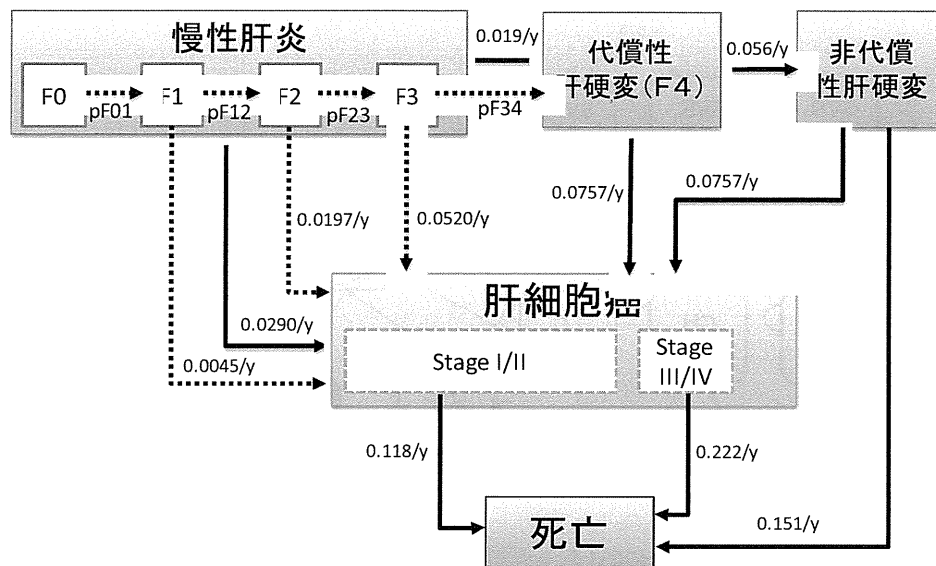 慢性肝炎
F0
F1
F2
F3
pF01
pF12
pF23
pF34
0.019/y
代償性
肝硬変(F4)
0.056/y
非代償
性肝硬変
0.0197/y
0.0520/y
0.0757/y
0.0757/y
0.0290/y
0.0045/y
肝細胞癌
Stage I/II
Stage
III/IV
0.118/y
0.222/y
0.151/y
死亡